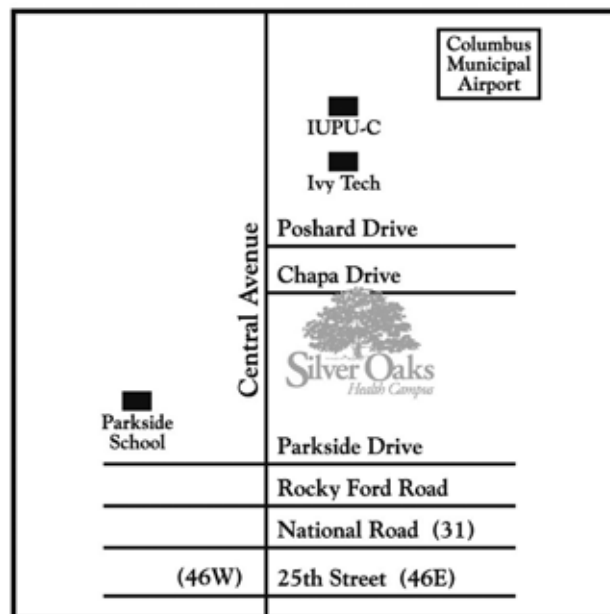 Columbus
Municipal
Airport
IUPU-C
Ivy Tech
Poshard Drive
Central Avenue
Chapa Drive
Silver Oaks
Health Campus
Parkside
School
Parkside Drive
Rocky Ford Road
National Road (31)
(46W)
25th Street (46E)